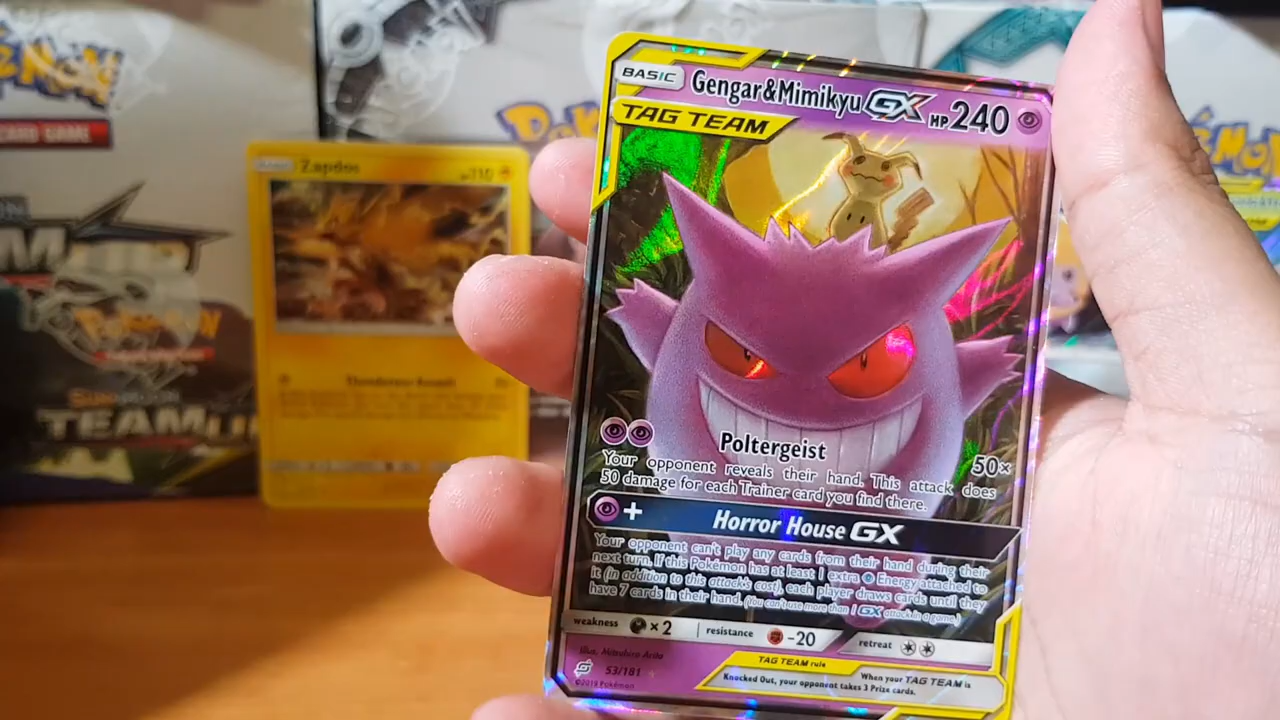 BASIC
Gengar&Mimikyu GX HP 240
TAG TEAM
Poltergeist 50×
Your opponent reveals their hand. This attack does
50 damage for each Trainer card you find there.
+ Horror House GX
Your opponent can't play any cards from their hand during their
next turn. If this Pokémon has at least 1 extra Energy attached to
it (in addition to this attack's cost), each player draws cards until they
have 7 cards in their hand. (You can't use more than 1 GX attack in a game.)
weakness ×2 resistance -20 retreat
Illus. Mitsuhiro Arita
53/181
©2019 Pokémon
TAG TEAM rule
When your TAG TEAM is
Knocked Out, your opponent takes 3 Prize cards.
Zapdos 110
Thunderous Assault
POKÉMON
CARD GAME
Pokémon
TEAM U